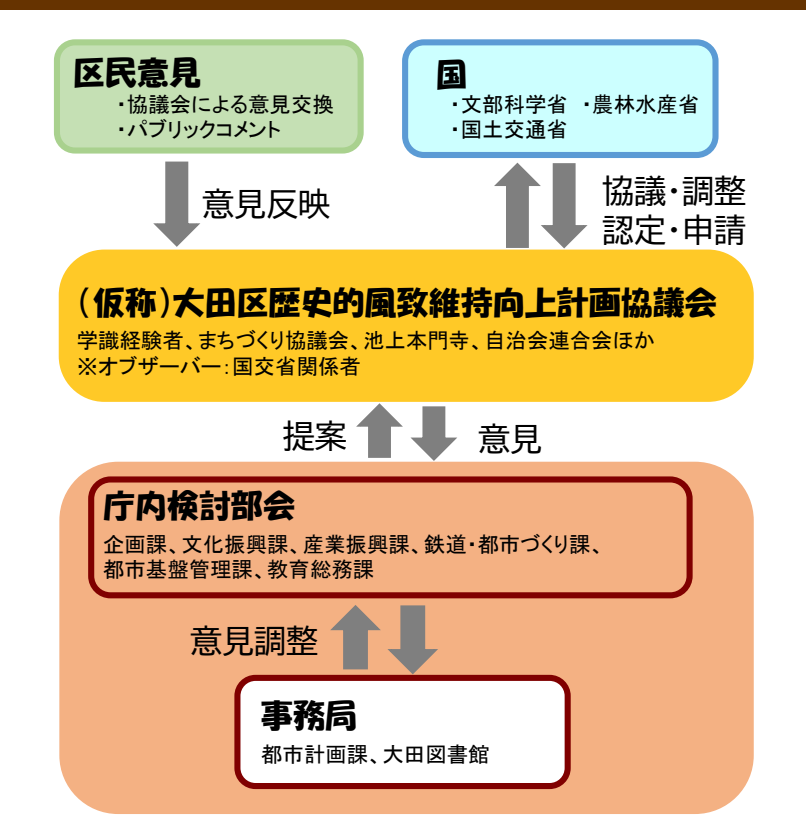 区民意見
・協議会による意見交換
・パブリックコメント
国
・文部科学省 ・農林水産省
・国土交通省
意見反映
協議・調整
認定・申請
(仮称)大田区歴史的風致維持向上計画協議会
学識経験者、まちづくり協議会、池上本門寺、自治会連合会ほか
※オブザーバー：国交省関係者
提案
意見
庁内検討部会
企画課、文化振興課、産業振興課、鉄道・都市づくり課、
都市基盤管理課、教育総務課
意見調整
事務局
都市計画課、大田図書館